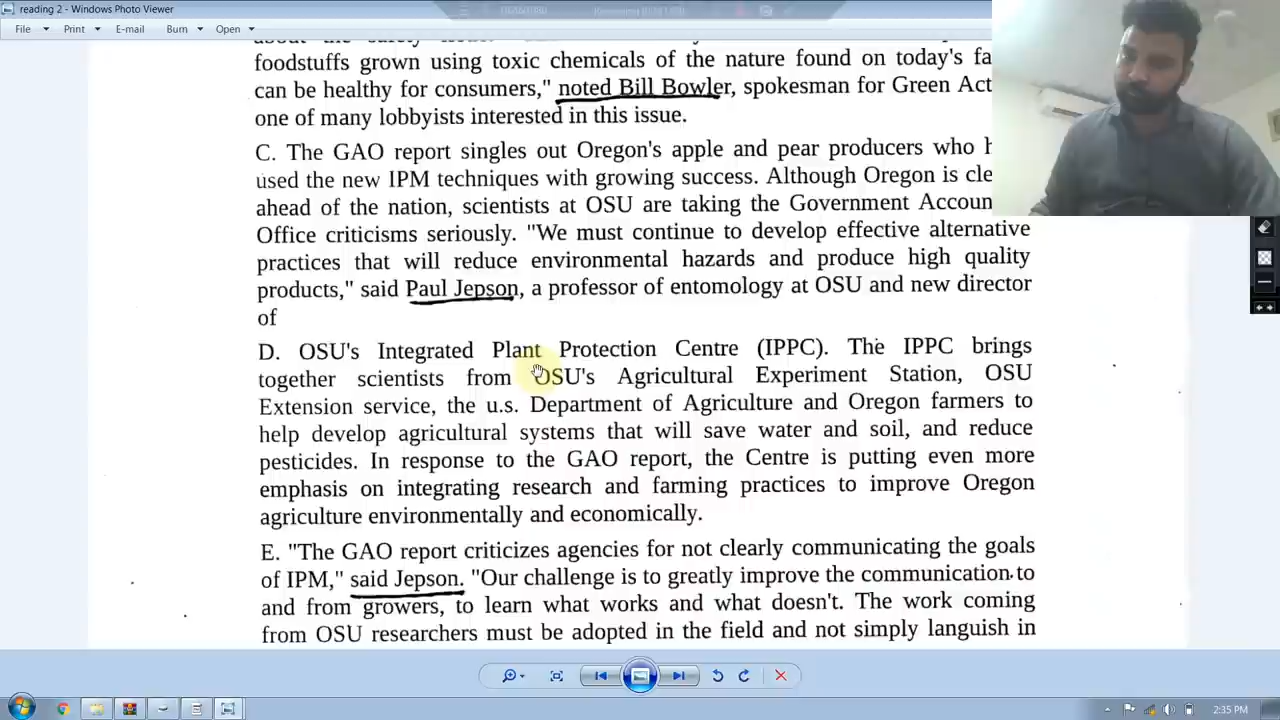 reading 2 - Windows Photo Viewer
File Print E-mail Burn Open
foodstuffs grown using toxic chemicals of the nature found on today's fa
can be healthy for consumers," noted Bill Bowler, spokesman for Green Act
one of many lobbyists interested in this issue.
C. The GAO report singles out Oregon's apple and pear producers who h
used the new IPM techniques with growing success. Although Oregon is cle
ahead of the nation, scientists at OSU are taking the Government Accoun
Office criticisms seriously. "We must continue to develop effective alternative
practices that will reduce environmental hazards and produce high quality
products," said Paul Jepson, a professor of entomology at OSU and new director
of
D. OSU's Integrated Plant Protection Centre (IPPC). The IPPC brings
together scientists from OSU's Agricultural Experiment Station, OSU
Extension service, the u.s. Department of Agriculture and Oregon farmers to
help develop agricultural systems that will save water and soil, and reduce
pesticides. In response to the GAO report, the Centre is putting even more
emphasis on integrating research and farming practices to improve Oregon
agriculture environmentally and economically.
E. "The GAO report criticizes agencies for not clearly communicating the goals
of IPM," said Jepson. "Our challenge is to greatly improve the communication to
and from growers, to learn what works and what doesn't. The work coming
from OSU researchers must be adopted in the field and not simply languish in
2:35 PM